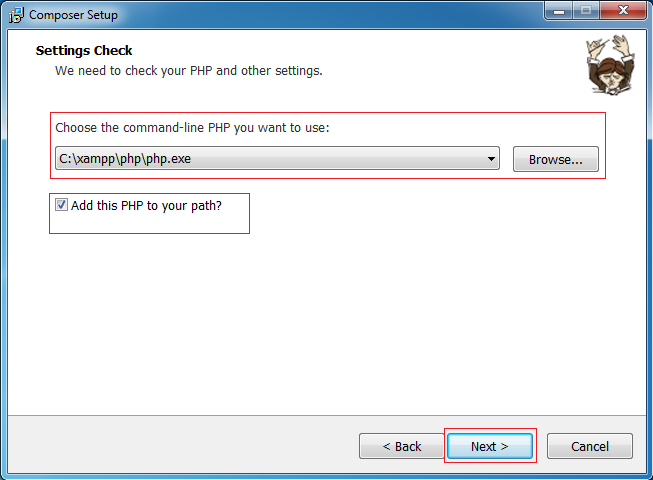 Composer Setup
Settings Check
We need to check your PHP and other settings.
Choose the command-line PHP you want to use:
C:\xampp\php\php.exe
Browse...
Add this PHP to your path?
< Back
Next >
Cancel